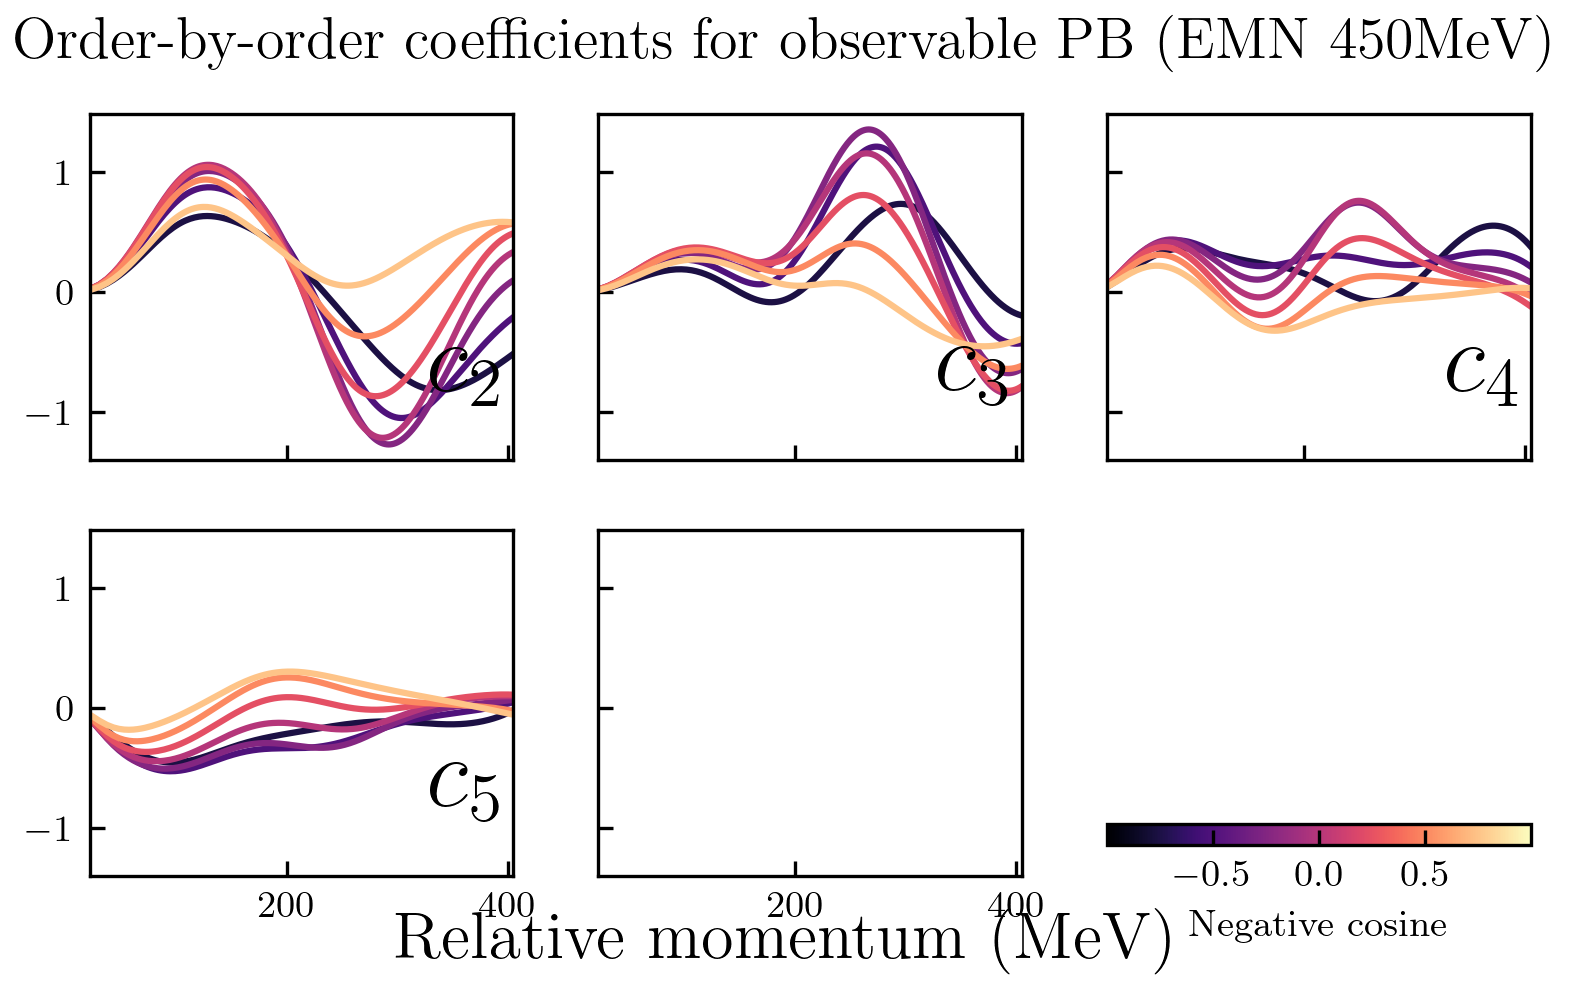 Order-by-order coefficients for observable PB (EMN 450MeV)
1
0
−1
c₂
c₃
c₄
1
0
−1
c₅
200
400
200
400
−0.5
0.0
0.5
Negative cosine
Relative momentum (MeV)